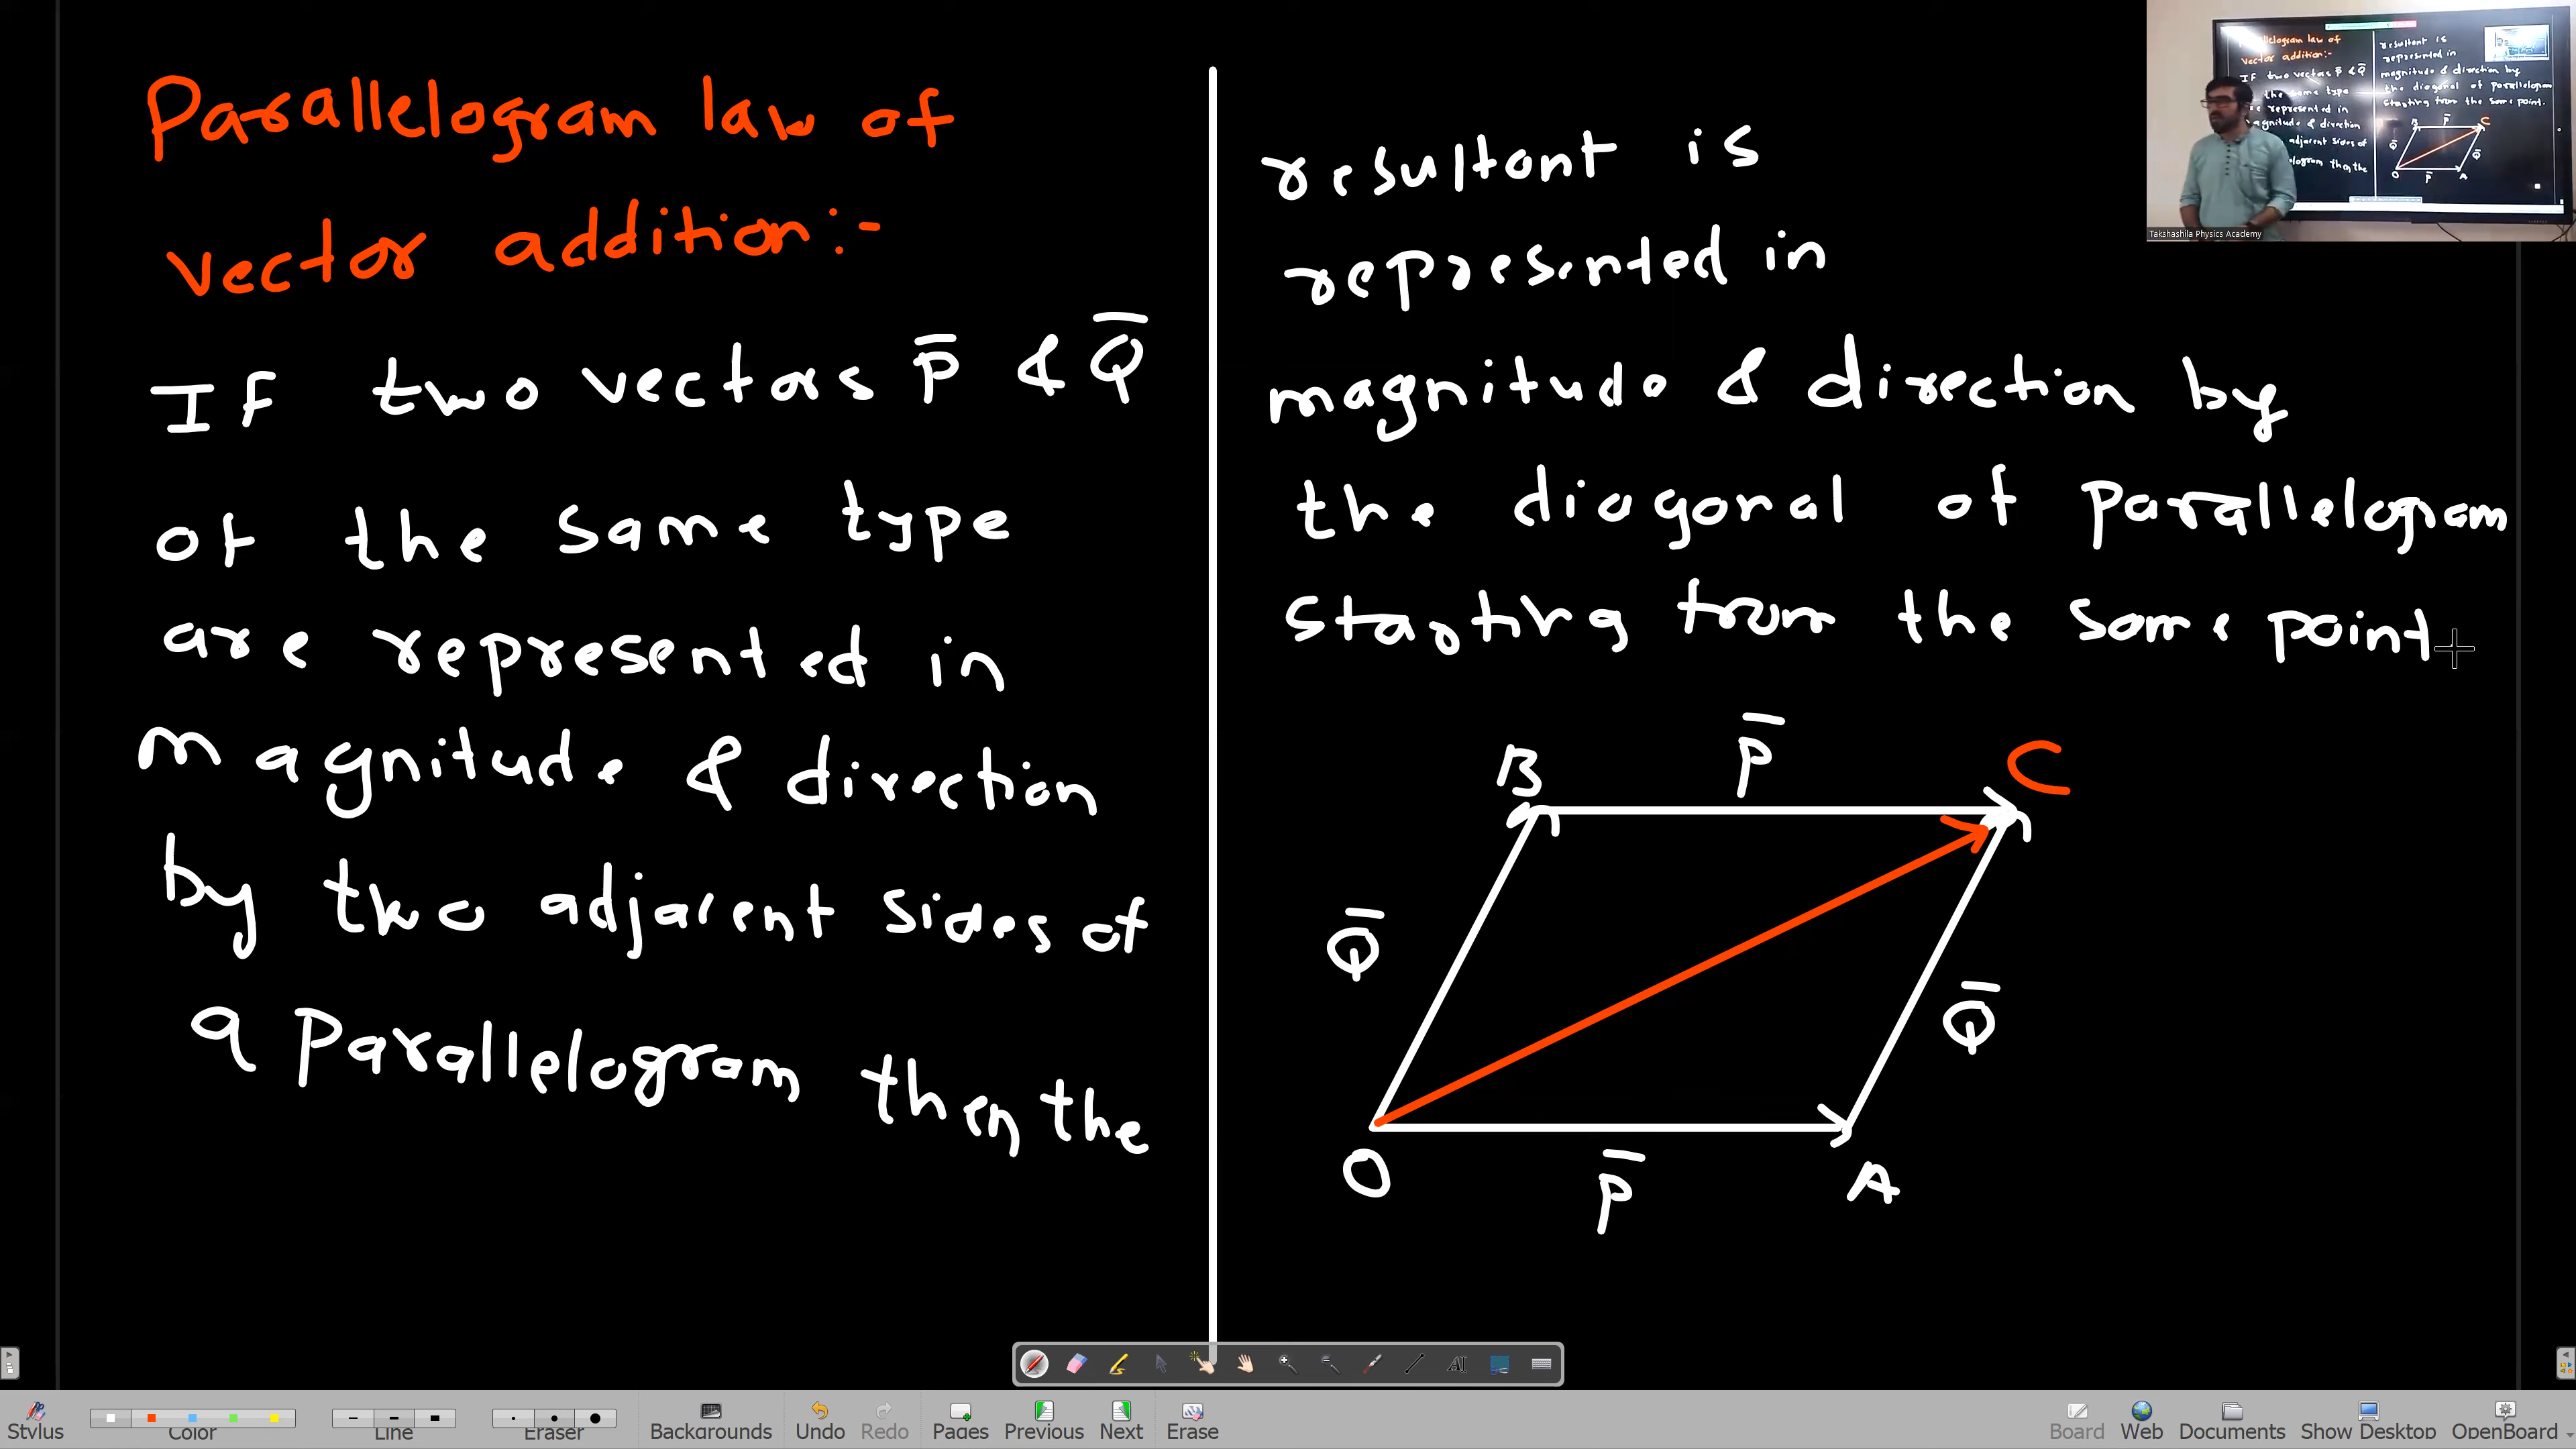 Parallelogram law of
vector addition:-
If two vectors P̄ & Q̄
of the same type
are represented in
magnitude & direction
by two adjacent sides of
a parallelogram then the
resultant is
represented in
magnitude & direction by
the diagonal of parallelogram
starting from the same point
B
P̄
C
Q̄
Q̄
O
P̄
A
Takshashila Physics Academy
Stylus
Color
Line
Eraser
Backgrounds
Undo
Redo
Pages
Previous
Next
Erase
Board
Web
Documents
Show Desktop
OpenBoard